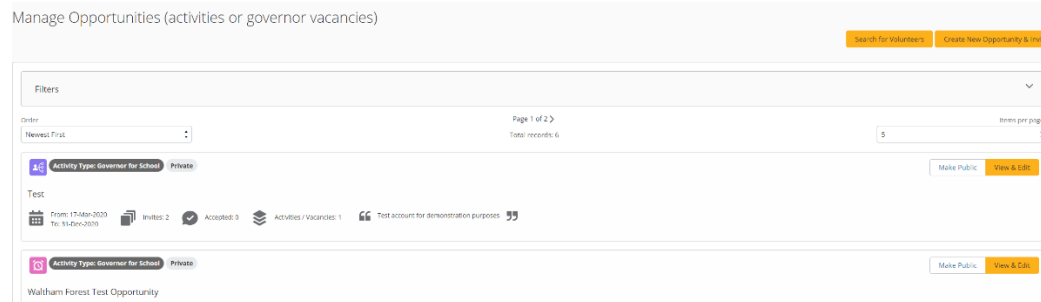 Manage Opportunities (activities or governor vacancies)
Search for Volunteers
Create New Opportunity & Inv
Filters
Order
Page 1 of 2
Items per pag
Newest First
Total records: 6
5
Activity Type: Governor for School
Private
Make Public
View & Edit
Test
From: 17-Mar-2020
To: 31-Dec-2020
Invites: 2
Accepted: 0
Activities / Vacancies: 1
Test account for demonstration purposes
Activity Type: Governor for School
Private
Make Public
View & Edit
Waltham Forest Test Opportunity